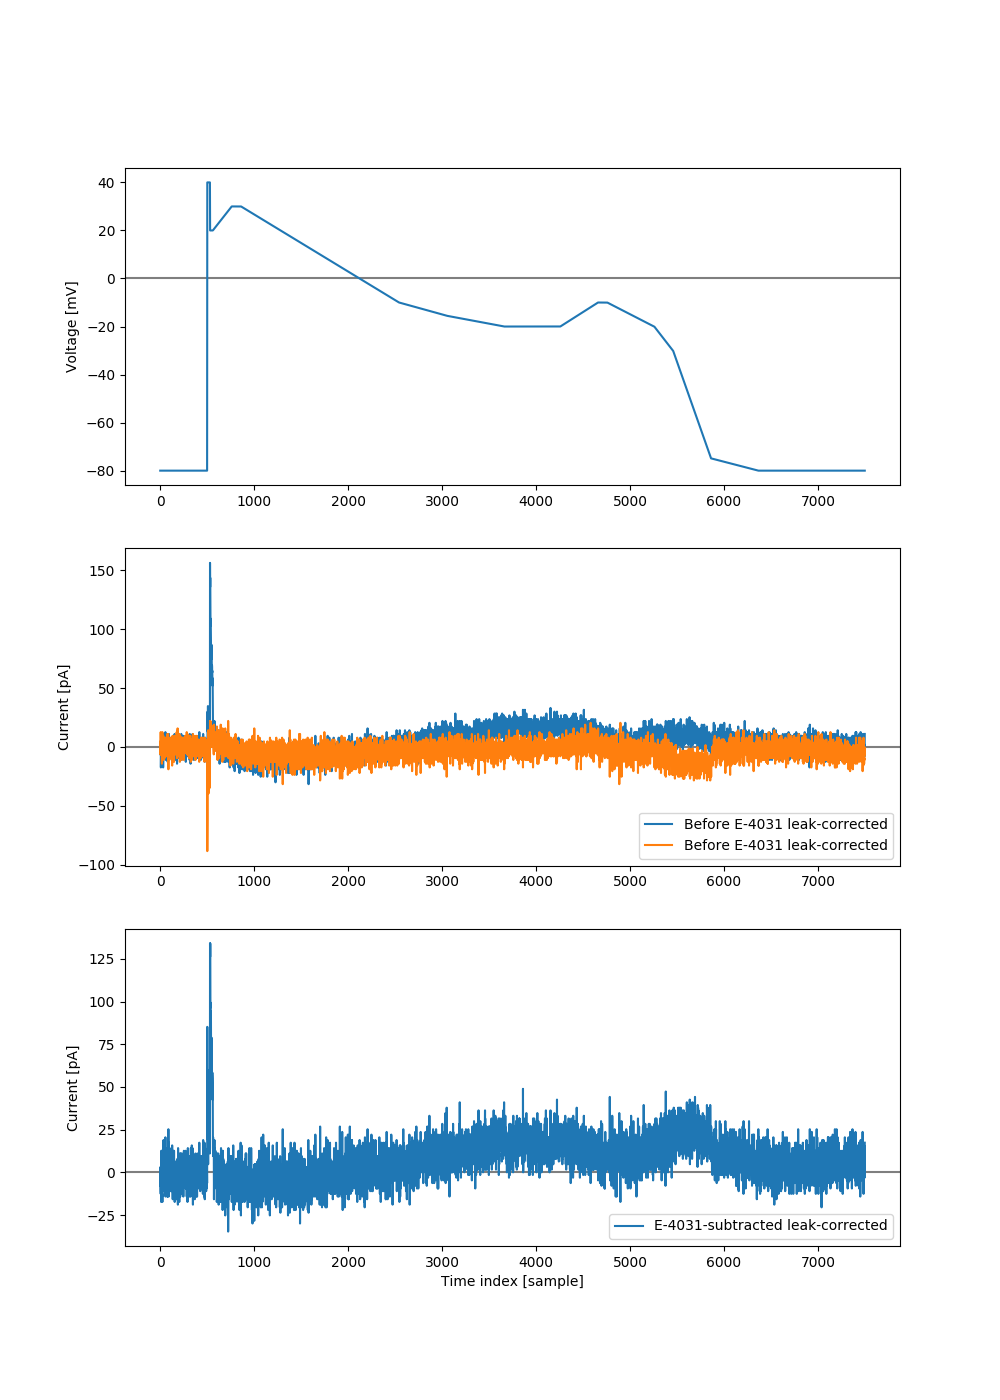 40
20
0
−20
−40
−60
−80
Voltage [mV]
0 1000 2000 3000 4000 5000 6000 7000
150
100
50
0
−50
−100
Current [pA]
Before E-4031 leak-corrected
Before E-4031 leak-corrected
0 1000 2000 3000 4000 5000 6000 7000
125
100
75
50
25
0
−25
Current [pA]
E-4031-subtracted leak-corrected
0 1000 2000 3000 4000 5000 6000 7000
Time index [sample]